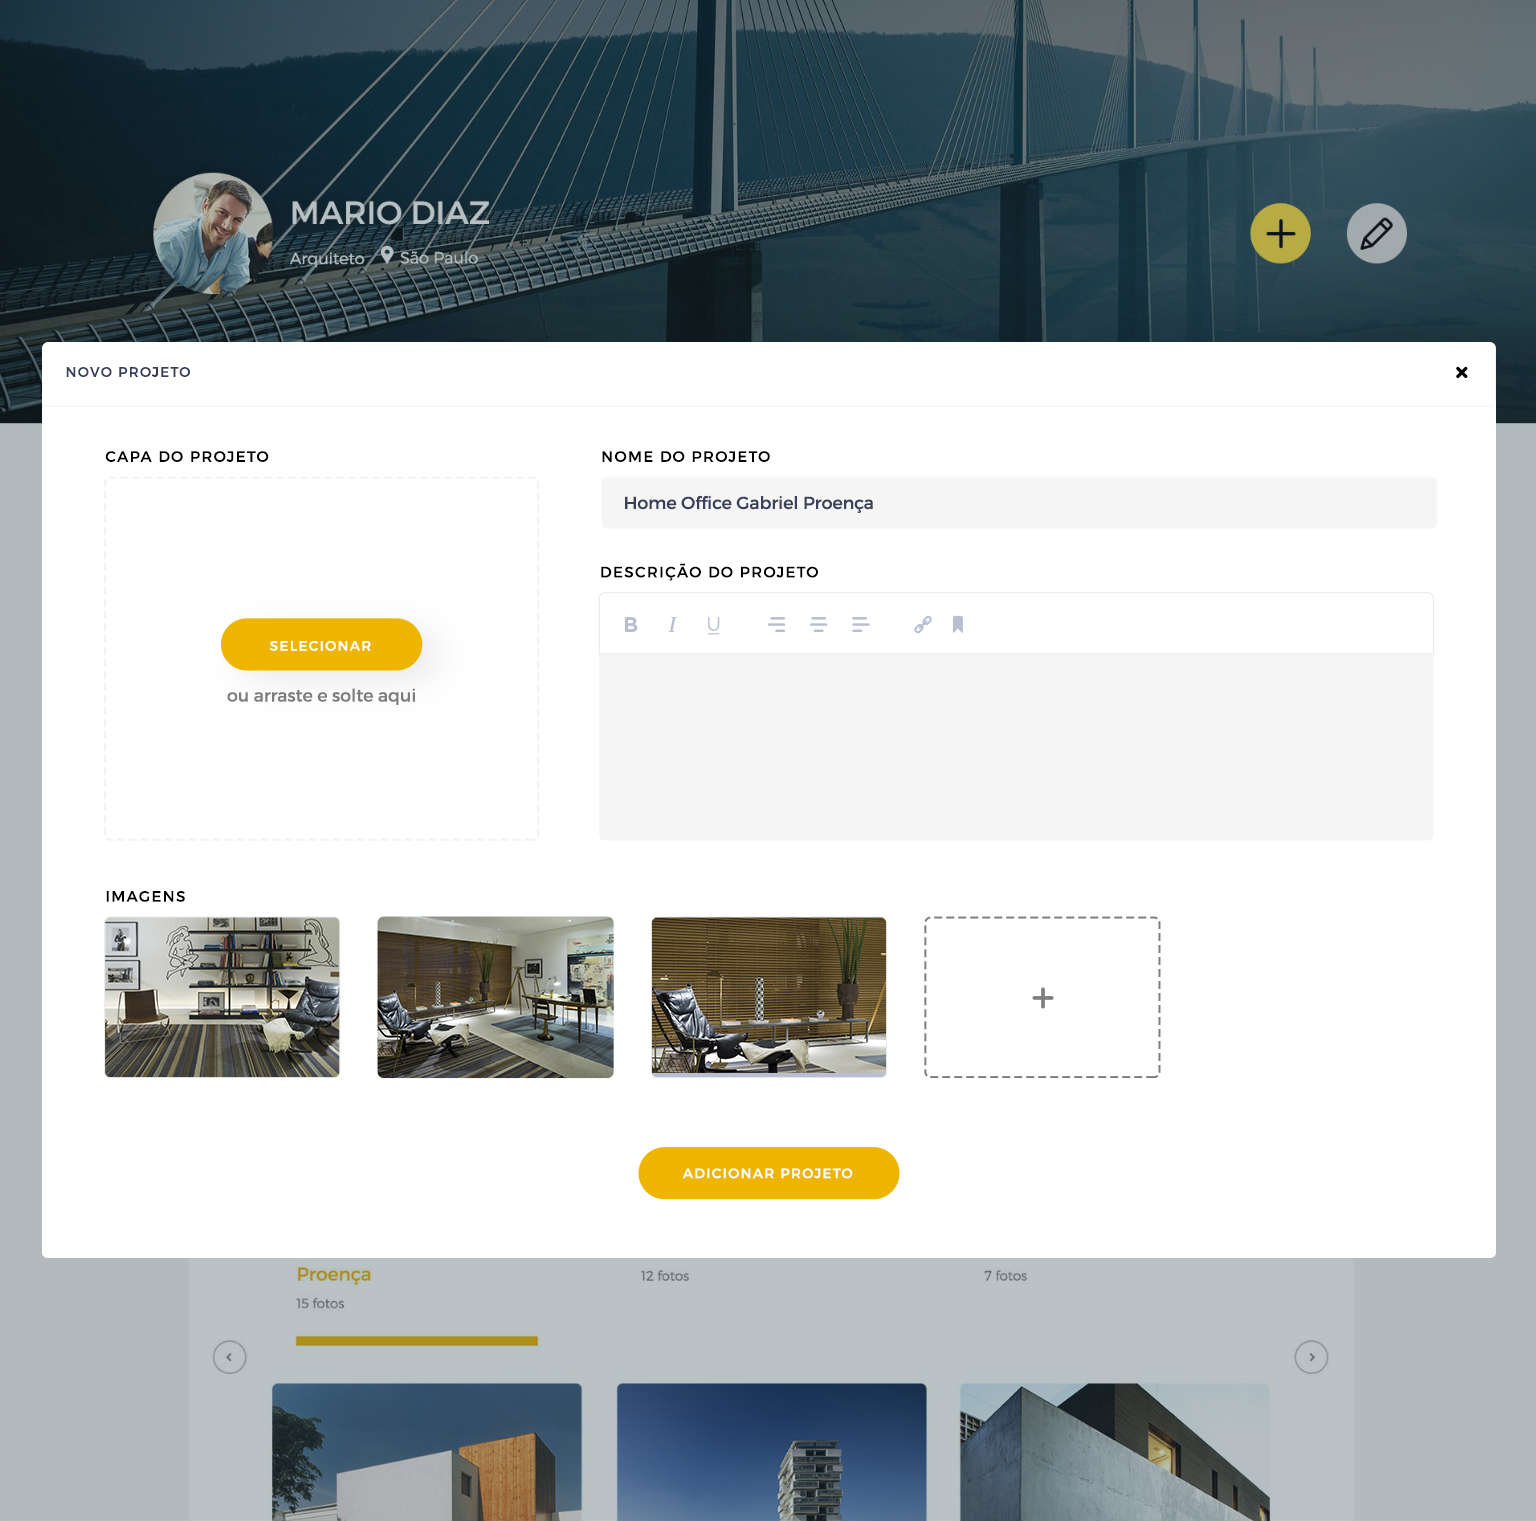 MARIO DIAZ
Arquiteto São Paulo
NOVO PROJETO
CAPA DO PROJETO
SELECIONAR
ou arraste e solte aqui
NOME DO PROJETO
Home Office Gabriel Proença
DESCRIÇÃO DO PROJETO
B I U
IMAGENS
ADICIONAR PROJETO
Proença
15 fotos
12 fotos
7 fotos